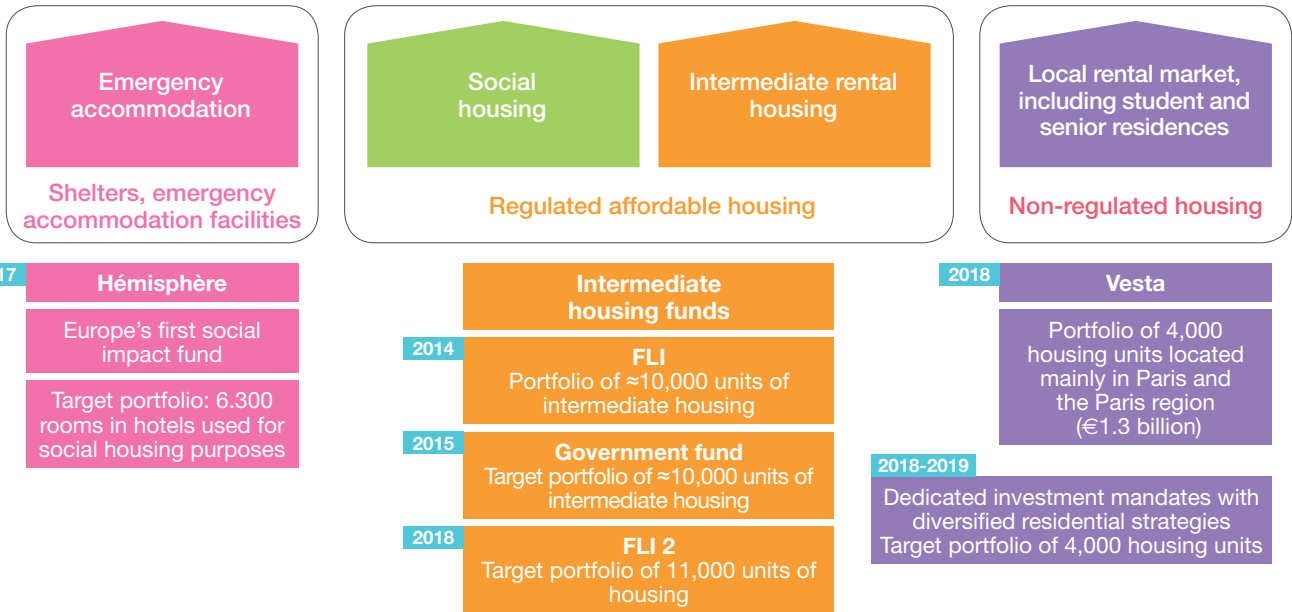 Emergency
accommodation
Shelters, emergency
accommodation facilities
Social
housing
Intermediate rental
housing
Regulated affordable housing
Local rental market,
including student and
senior residences
Non-regulated housing
17
Hémisphère
Europe's first social
impact fund
Target portfolio: 6.300
rooms in hotels used for
social housing purposes
Intermediate
housing funds
2014
FLI
Portfolio of ≈10,000 units of
intermediate housing
2015
Government fund
Target portfolio of ≈10,000 units of
intermediate housing
2018
FLI 2
Target portfolio of 11,000 units of
housing
2018
Vesta
Portfolio of 4,000
housing units located
mainly in Paris and
the Paris region
(€1.3 billion)
2018-2019
Dedicated investment mandates with
diversified residential strategies
Target portfolio of 4,000 housing units